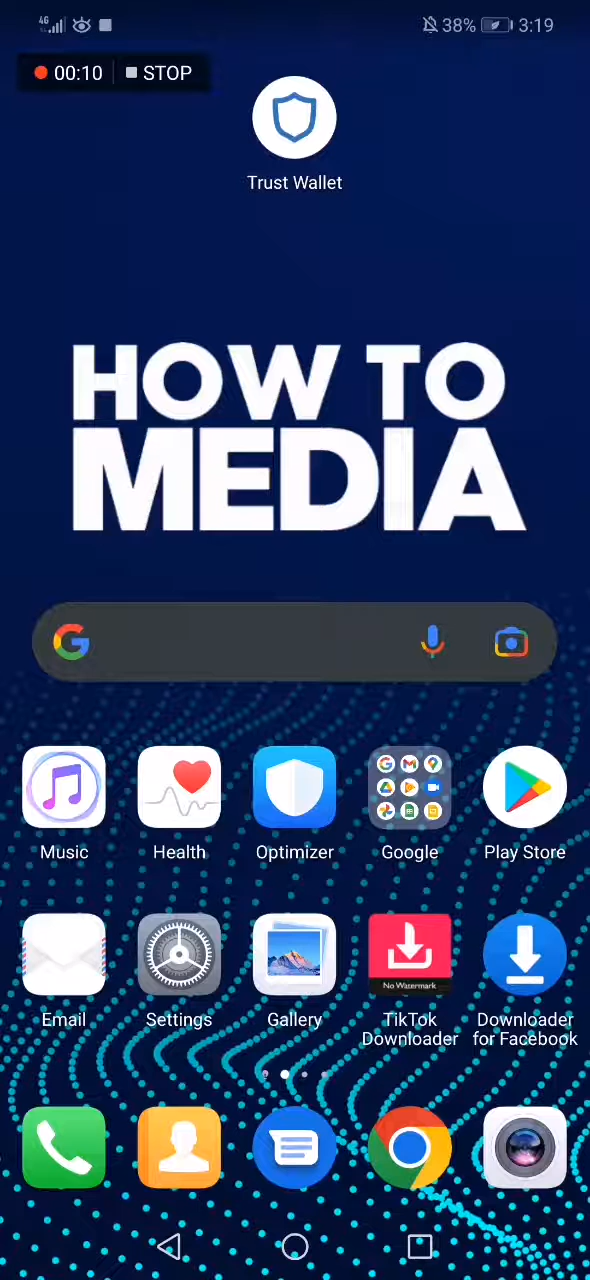 4G 38% 3:19
00:10 STOP
Trust Wallet
HOW TO
MEDIA
Music Health Optimizer Google Play Store
No Watermark
Email Settings Gallery TikTok Downloader
Downloader for Facebook